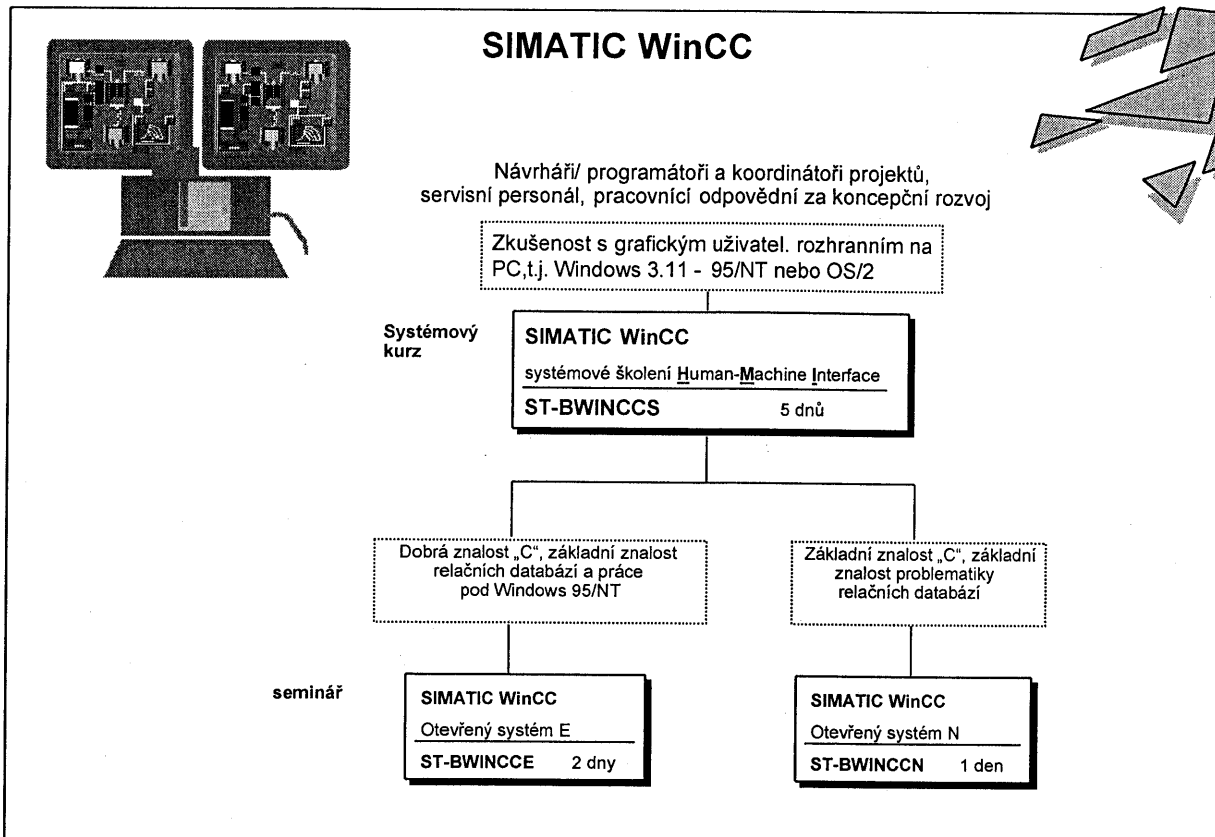 SIMATIC WinCC
Návrháři/ programátoři a koordinátoři projektů,
servisní personál, pracovnící odpovědní za koncepční rozvoj
Zkušenost s grafickým uživatel. rozhranním na
PC,t.j. Windows 3.11 - 95/NT nebo OS/2
Systémový
kurz
SIMATIC WinCC
systémové školení Human-Machine Interface
ST-BWINCCS 5 dnů
Dobrá znalost „C“, základní znalost
relačních databází a práce
pod Windows 95/NT
Základní znalost „C“, základní
znalost problematiky
relačních databází
seminář
SIMATIC WinCC
Otevřený systém E
ST-BWINCCE 2 dny
SIMATIC WinCC
Otevřený systém N
ST-BWINCCN 1 den